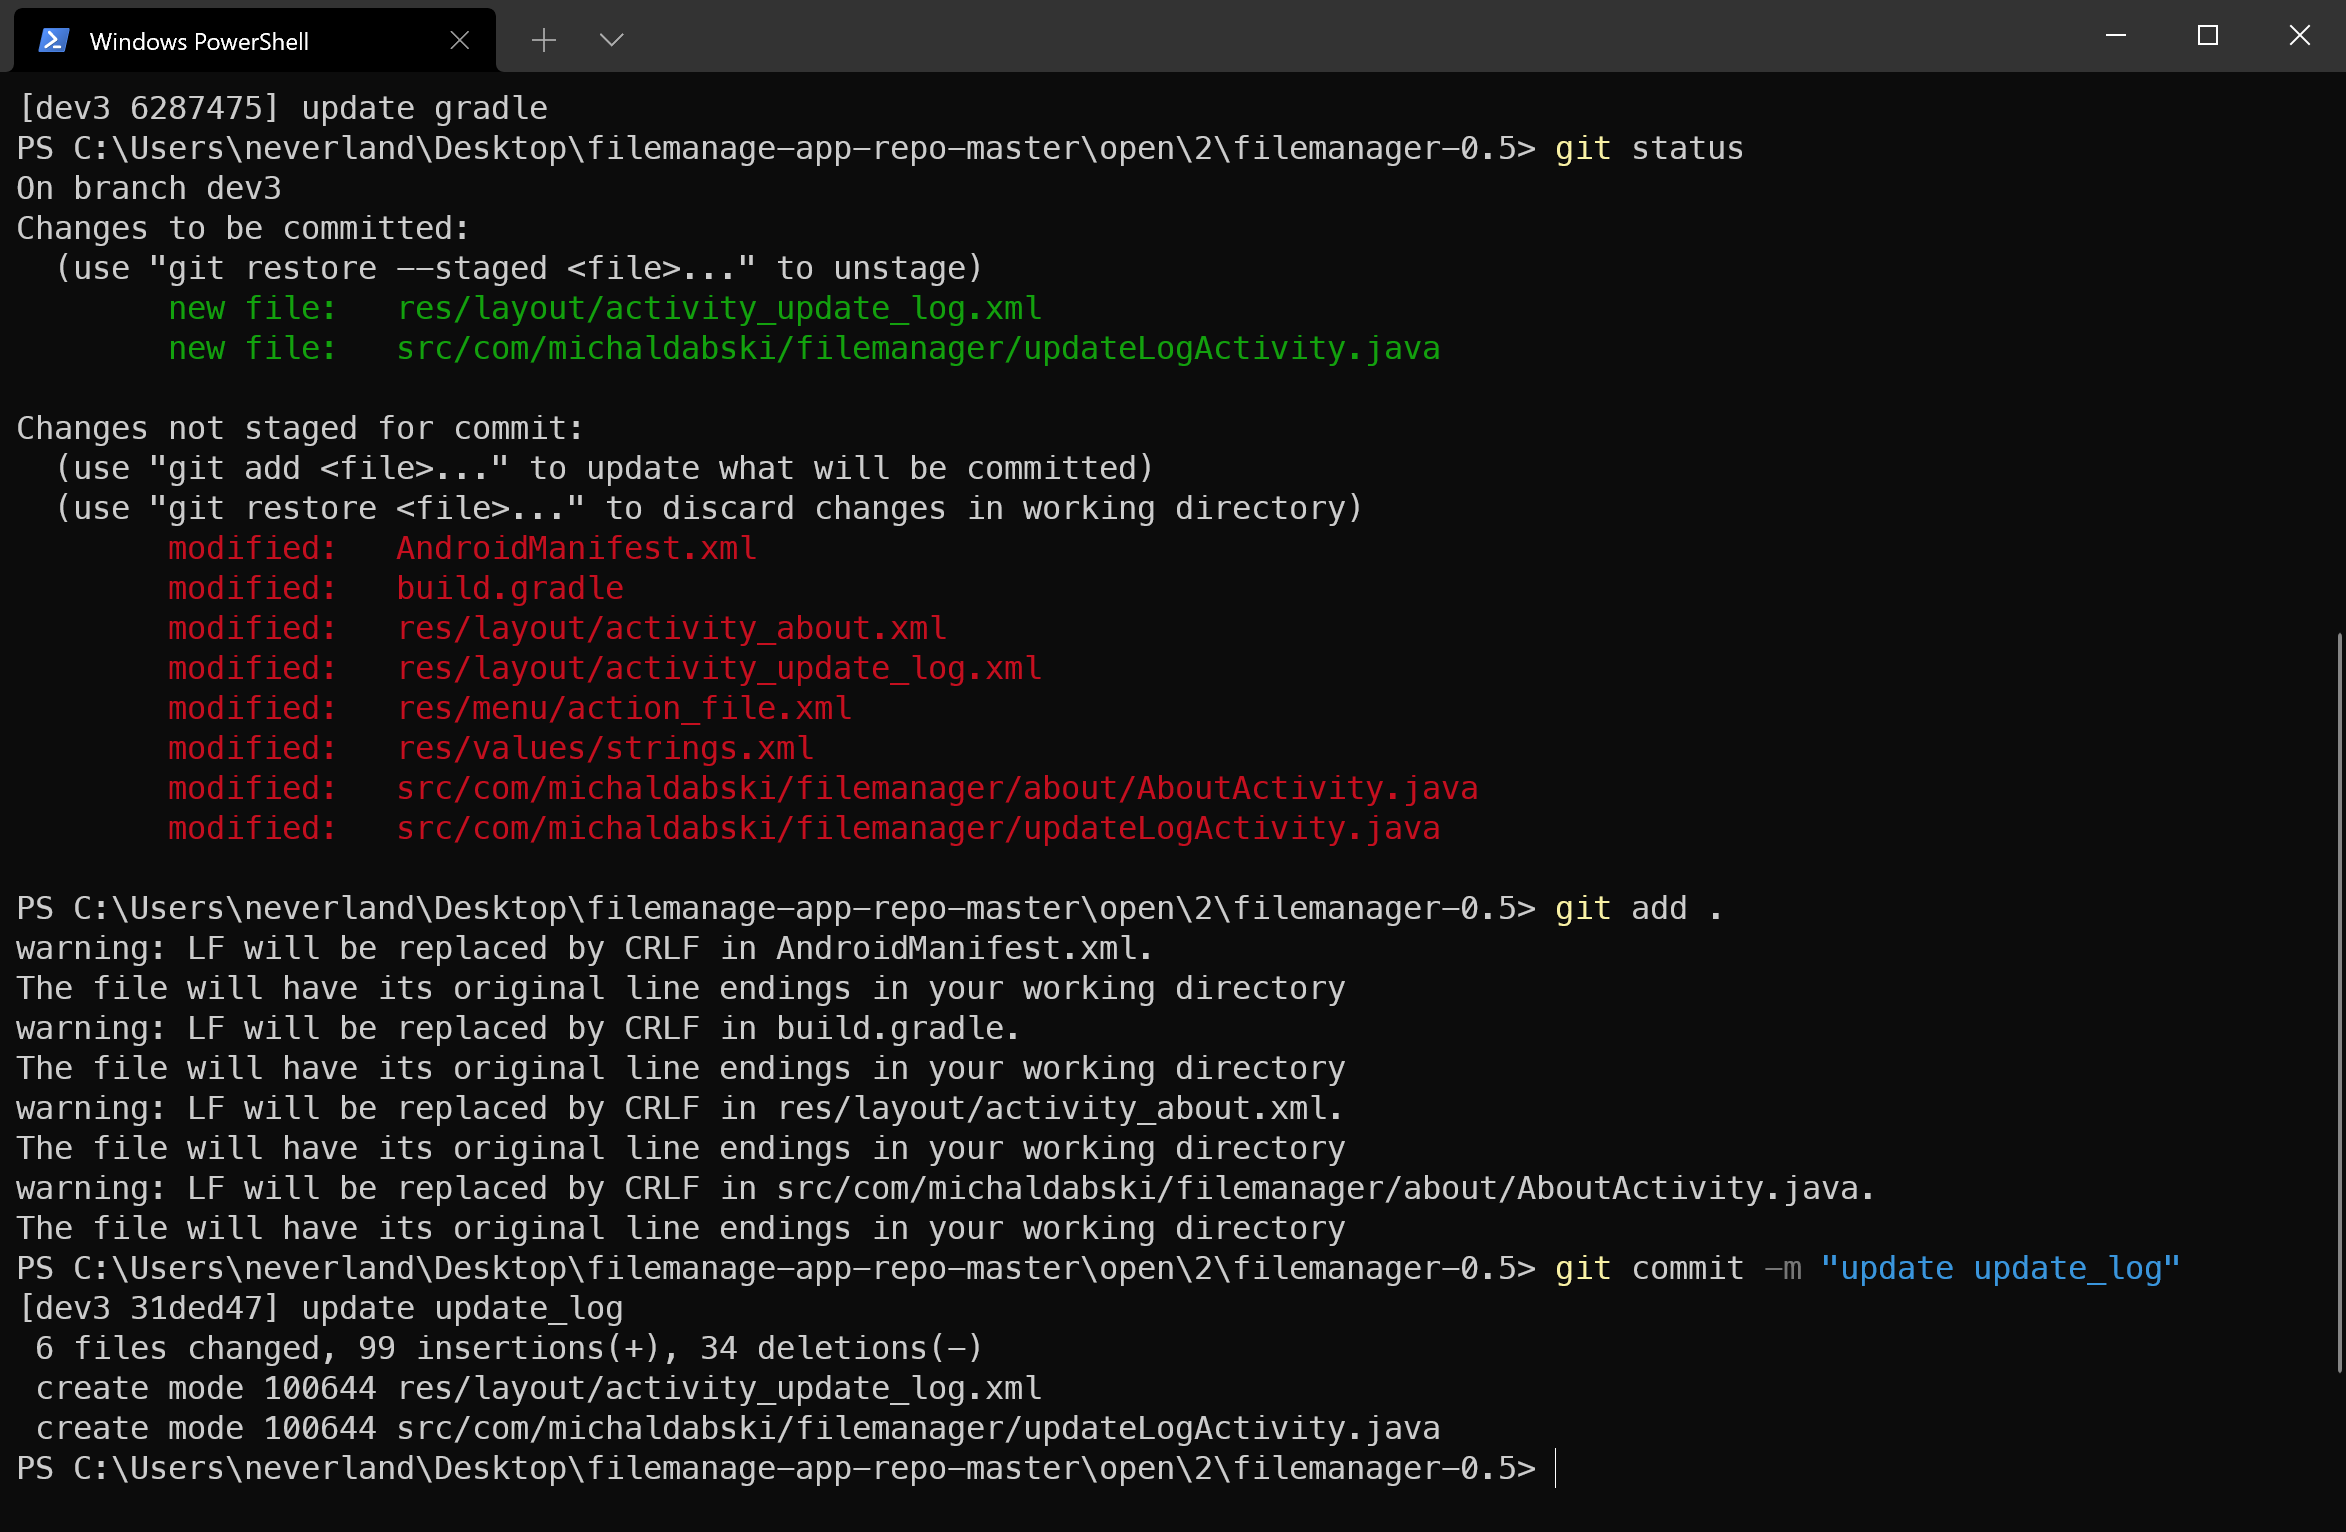 Windows PowerShell
[dev3 6287475] update gradle
PS C:\Users\neverland\Desktop\filemanage-app-repo-master\open\2\filemanager-0.5> git status
On branch dev3
Changes to be committed:
  (use "git restore --staged <file>..." to unstage)
        new file:   res/layout/activity_update_log.xml
        new file:   src/com/michaldabski/filemanager/updateLogActivity.java

Changes not staged for commit:
  (use "git add <file>..." to update what will be committed)
  (use "git restore <file>..." to discard changes in working directory)
        modified:   AndroidManifest.xml
        modified:   build.gradle
        modified:   res/layout/activity_about.xml
        modified:   res/layout/activity_update_log.xml
        modified:   res/menu/action_file.xml
        modified:   res/values/strings.xml
        modified:   src/com/michaldabski/filemanager/about/AboutActivity.java
        modified:   src/com/michaldabski/filemanager/updateLogActivity.java

PS C:\Users\neverland\Desktop\filemanage-app-repo-master\open\2\filemanager-0.5> git add .
warning: LF will be replaced by CRLF in AndroidManifest.xml.
The file will have its original line endings in your working directory
warning: LF will be replaced by CRLF in build.gradle.
The file will have its original line endings in your working directory
warning: LF will be replaced by CRLF in res/layout/activity_about.xml.
The file will have its original line endings in your working directory
warning: LF will be replaced by CRLF in src/com/michaldabski/filemanager/about/AboutActivity.java.
The file will have its original line endings in your working directory
PS C:\Users\neverland\Desktop\filemanage-app-repo-master\open\2\filemanager-0.5> git commit -m "update update_log"
[dev3 31ded47] update update_log
 6 files changed, 99 insertions(+), 34 deletions(-)
 create mode 100644 res/layout/activity_update_log.xml
 create mode 100644 src/com/michaldabski/filemanager/updateLogActivity.java
PS C:\Users\neverland\Desktop\filemanage-app-repo-master\open\2\filemanager-0.5>